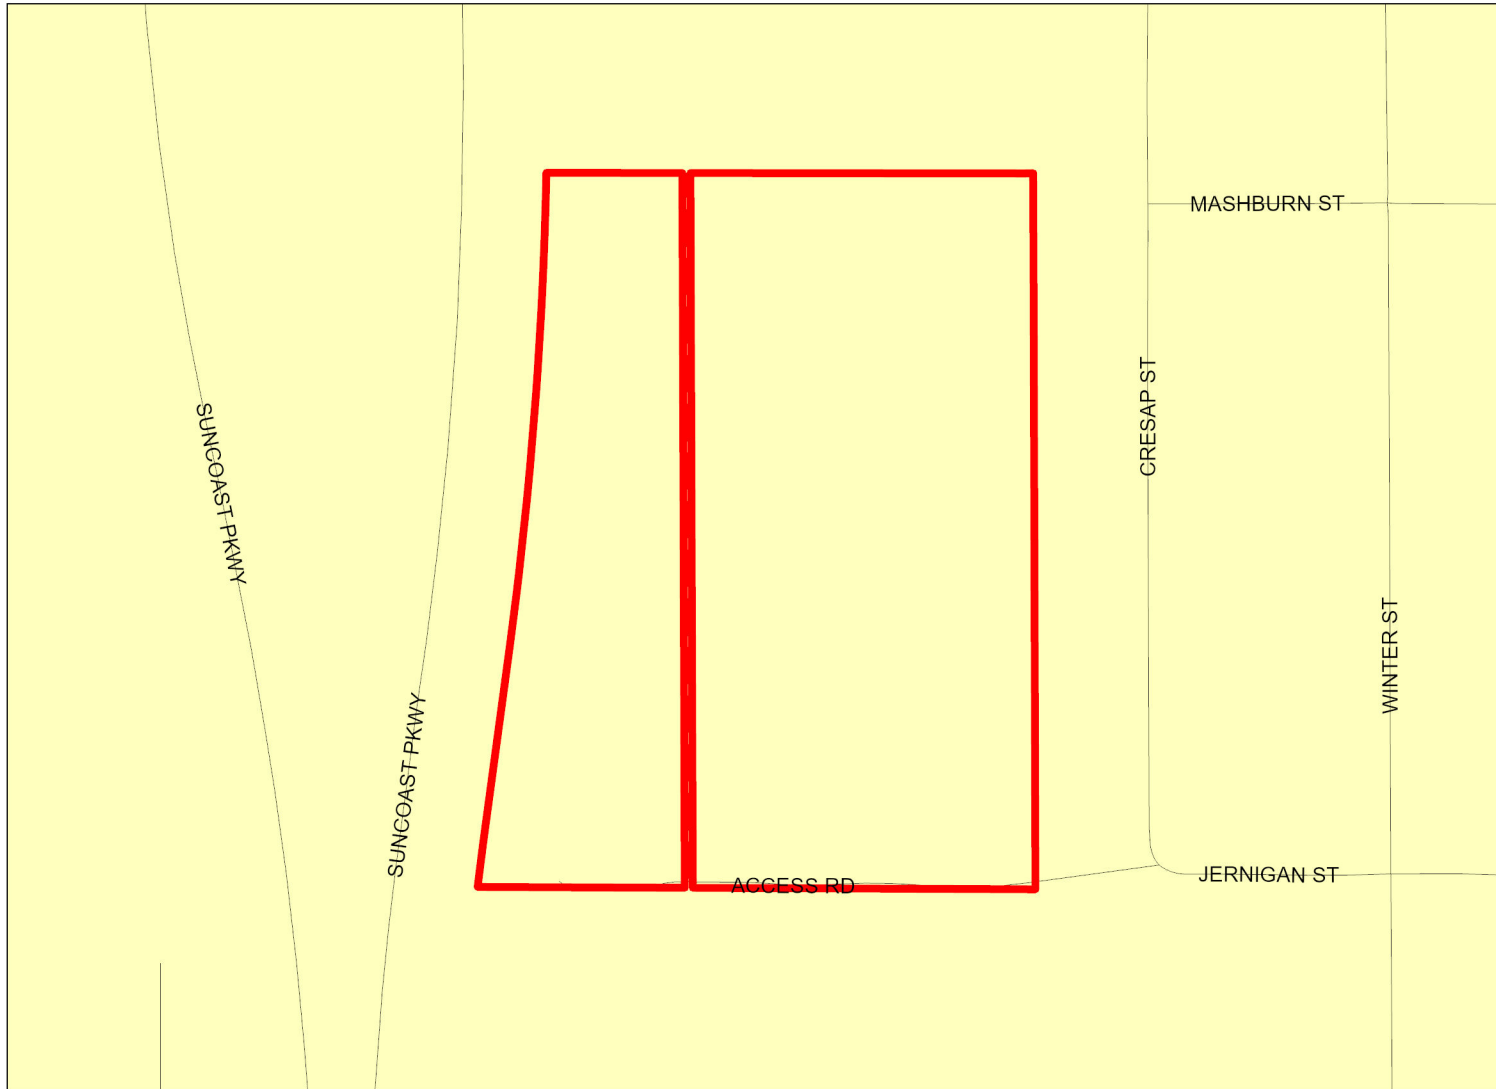 MASHBURN ST
CRESAP ST
SUNCOAST PKWY
WINTER ST
SUNCOAST PKWY
JERNIGAN ST
ACCESS RD